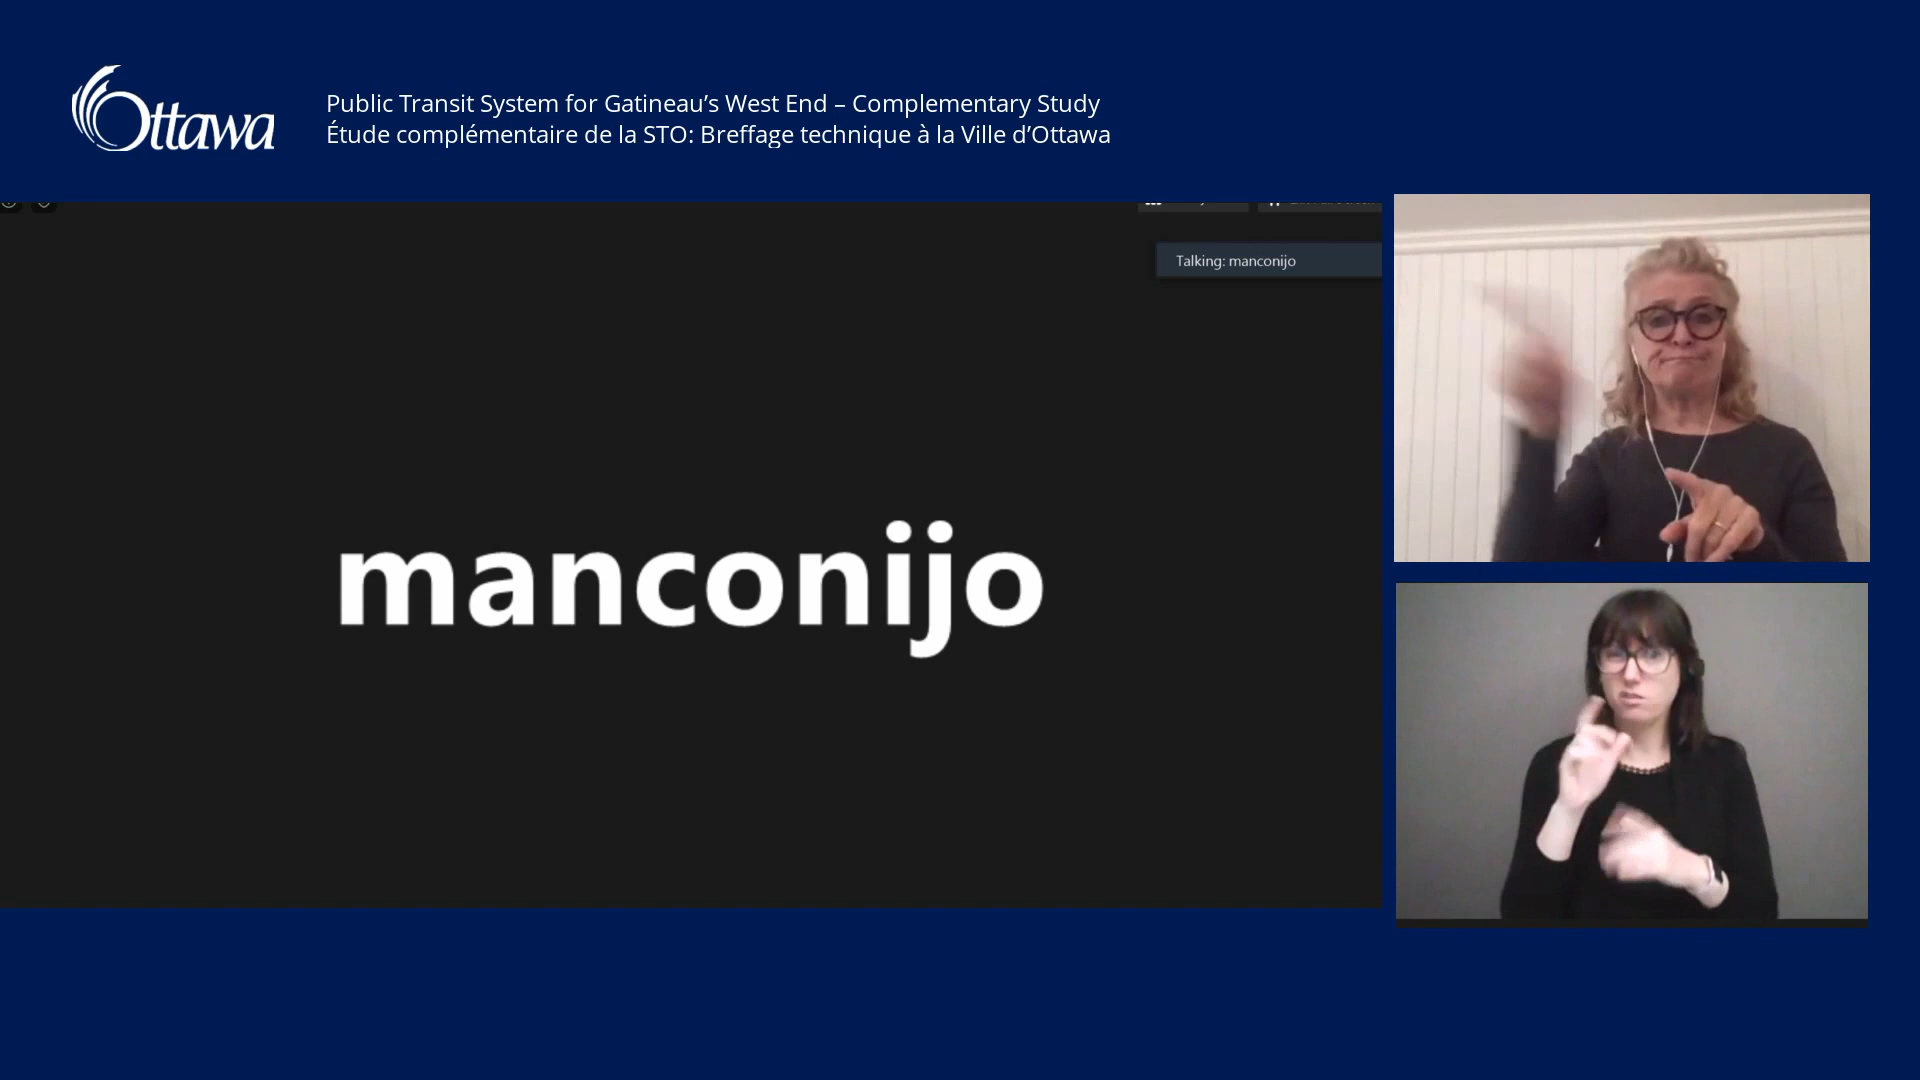 Ottawa
Public Transit System for Gatineau's West End – Complementary Study
Étude complémentaire de la STO: Breffage technique à la Ville d'Ottawa
Talking: manconijo
manconijo